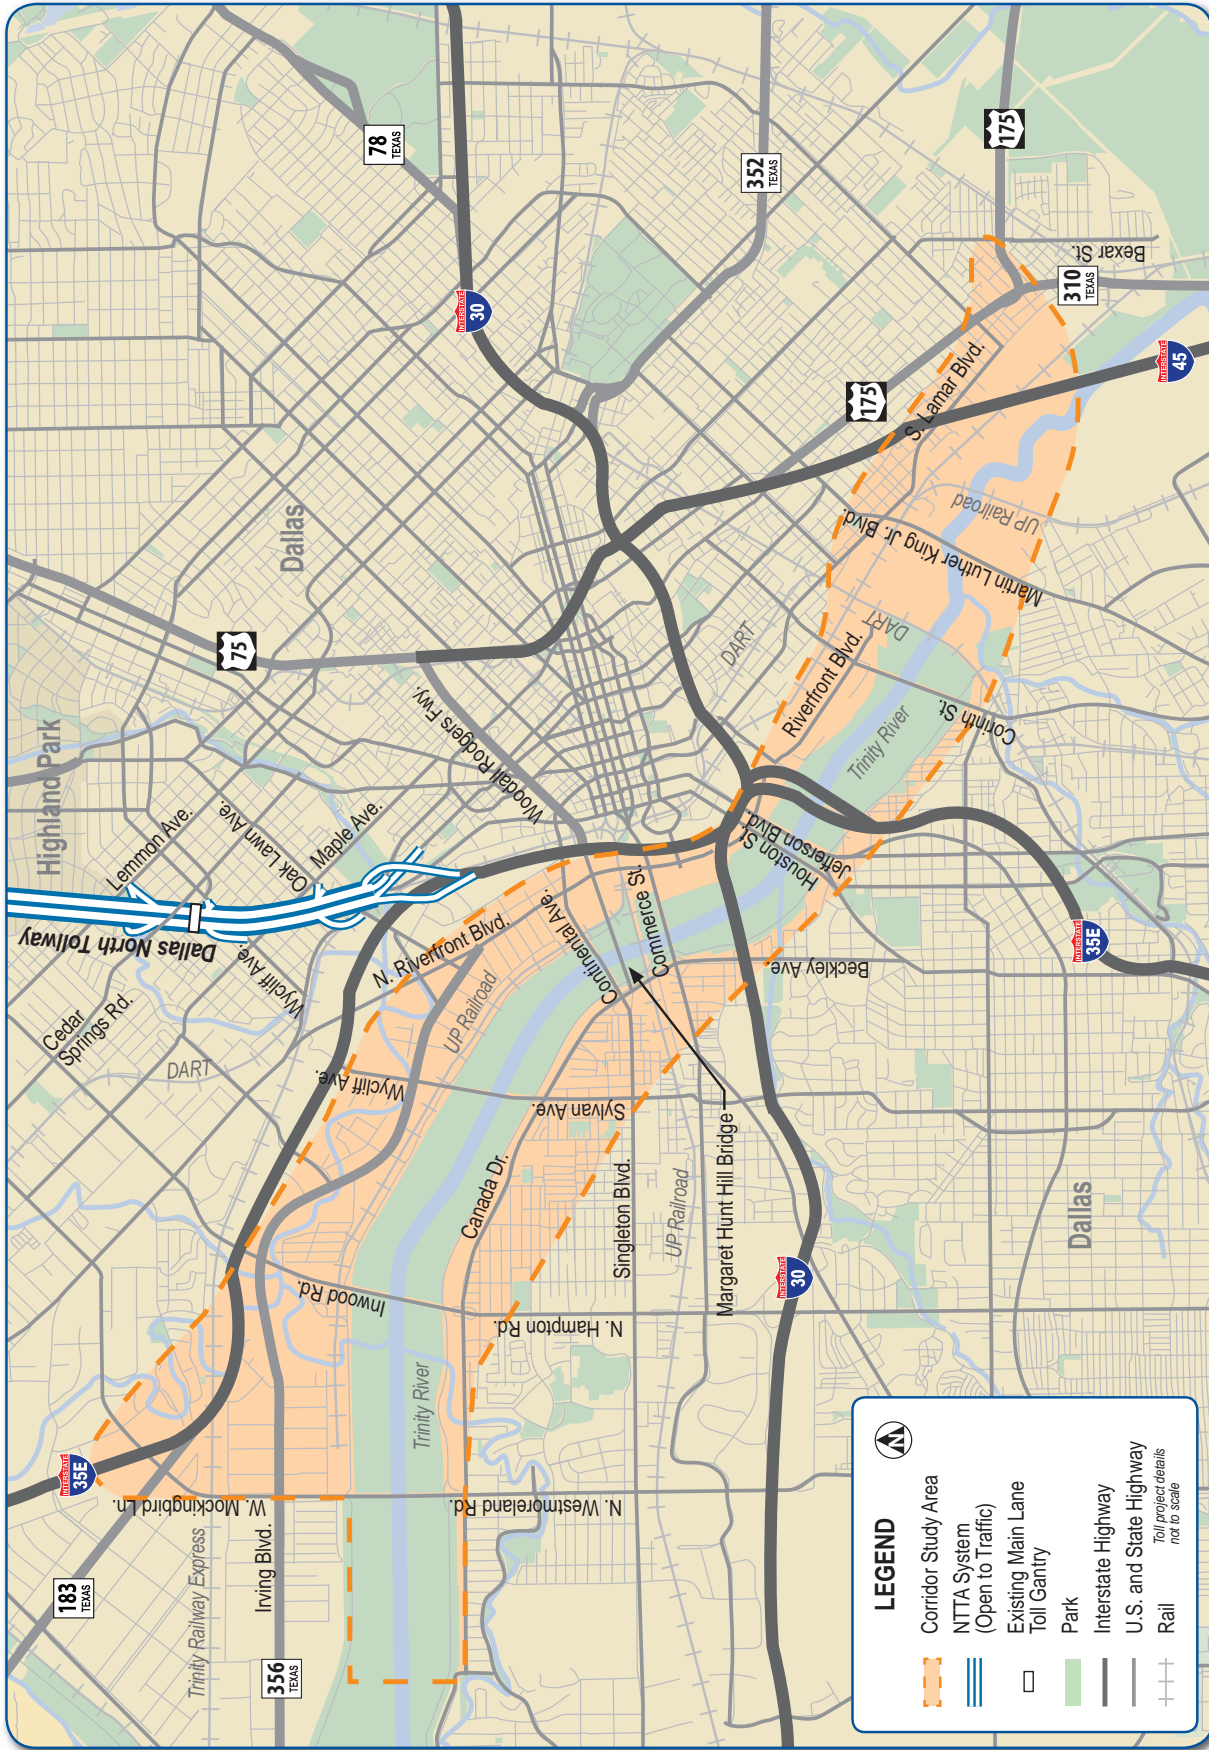 INTERSTATE
35E
183
TEXAS
Trinity Railway Express
W. Mockingbird Ln.
Irving Blvd.
356
TEXAS
Trinity River
N. Westmoreland Rd.
Inwood Rd.
N. Hampton Rd.
Canada Dr.
Singleton Blvd.
UP Railroad
Margaret Hunt Hill Bridge
INTERSTATE
30
Sylvan Ave.
Wycliff Ave.
UP Railroad
N. Riverfront Blvd.
Continental Ave.
Commerce St.
Beckley Ave.
Cedar
Springs Rd.
DART
Wycliff Ave.
Dallas North Tollway
Lemmon Ave.
Oak Lawn Ave.
Maple Ave.
Highland Park
Woodall Rodgers Fwy.
75
Dallas
Houston St.
Jefferson Blvd.
INTERSTATE
35E
Dallas
Riverfront Blvd.
Trinity River
Corinth St.
DART
DART
Martin Luther King Jr. Blvd.
UP Railroad
S. Lamar Blvd.
175
INTERSTATE
45
INTERSTATE
30
78
TEXAS
352
TEXAS
175
310
TEXAS
Bexar St.
LEGEND
N
Corridor Study Area
NTTA System
(Open to Traffic)
Existing Main Lane
Toll Gantry
Park
Interstate Highway
U.S. and State Highway
Rail
Toll project details
not to scale